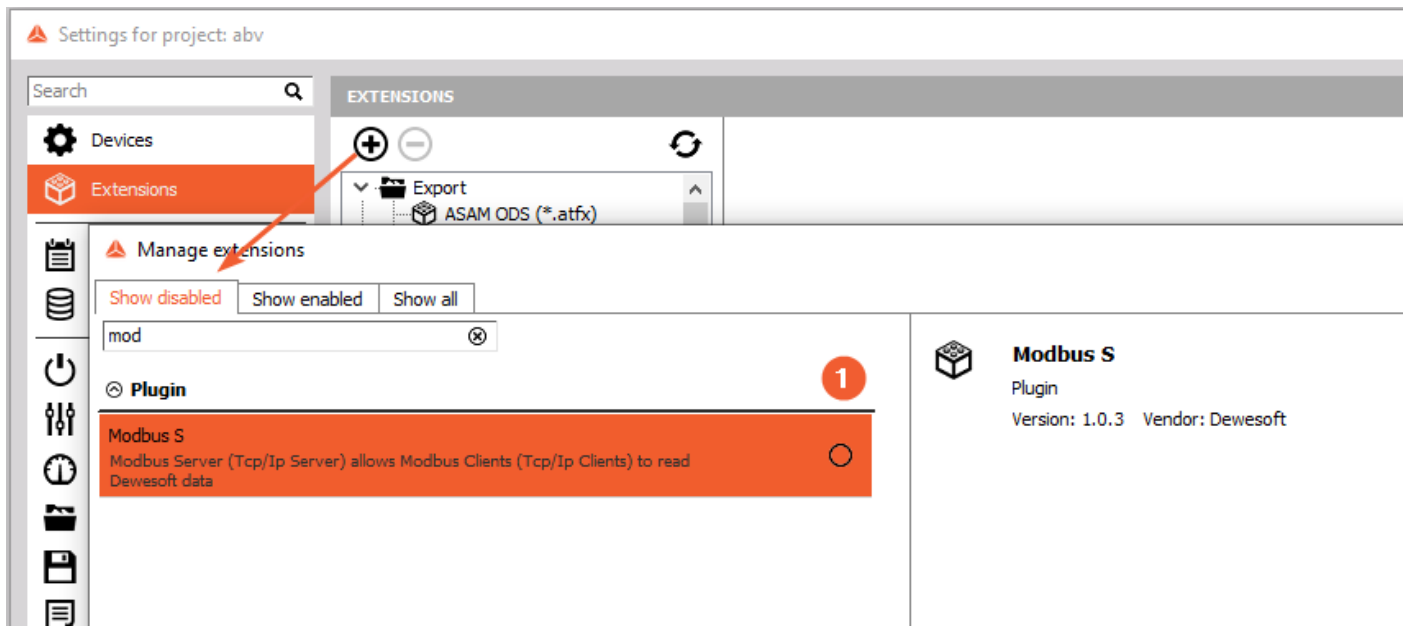 Settings for project: abv
Search
EXTENSIONS
Devices
Extensions
Export
ASAM ODS (*.atfx)
Manage extensions
Show disabled Show enabled Show all
mod
Plugin
1
Modbus S
Modbus Server (Tcp/Ip Server) allows Modbus Clients (Tcp/Ip Clients) to read
Dewesoft data
Modbus S
Plugin
Version: 1.0.3 Vendor: Dewesoft